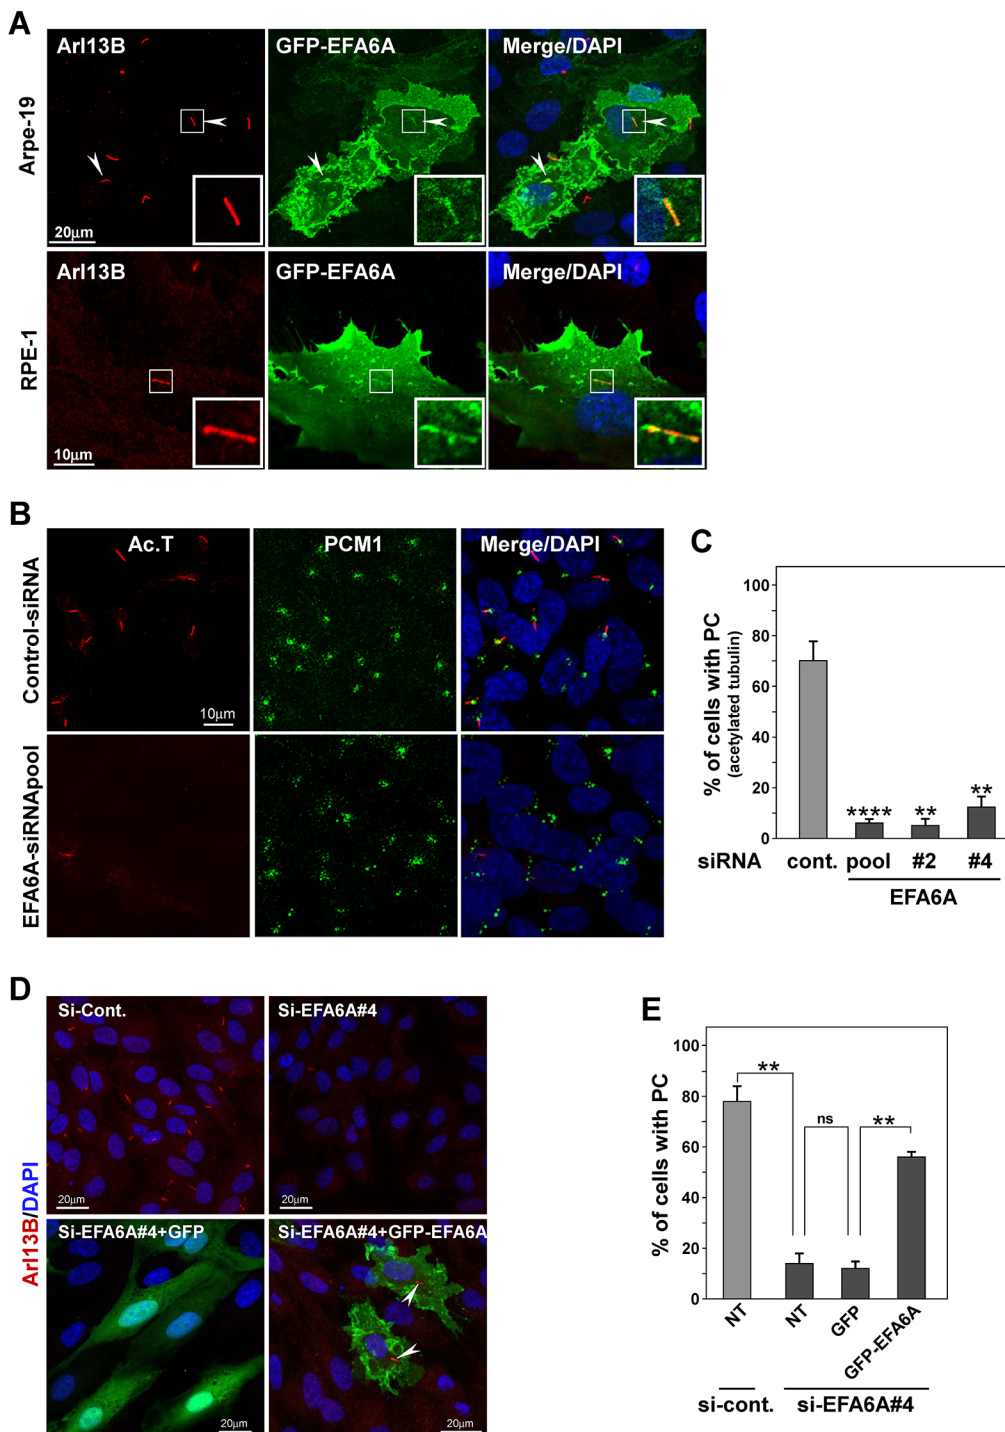 A
Arl13B
GFP-EFA6A
Merge/DAPI
Arpe-19
20μm
Arl13B
GFP-EFA6A
Merge/DAPI
RPE-1
10μm
B
Ac.T
PCM1
Merge/DAPI
Control-siRNA
10μm
EFA6A-siRNApool
C
% of cells with PC
(acetylated tubulin)
100
80
60
40
20
0
****
**
**
siRNA cont. pool #2 #4
EFA6A
D
Arl13B/DAPI
Si-Cont.
20μm
Si-EFA6A#4
20μm
Si-EFA6A#4+GFP
20μm
Si-EFA6A#4+GFP-EFA6A
20μm
E
% of cells with PC
100
80
60
40
20
0
**
ns
**
NT
NT
GFP
GFP-EFA6A
si-cont. si-EFA6A#4